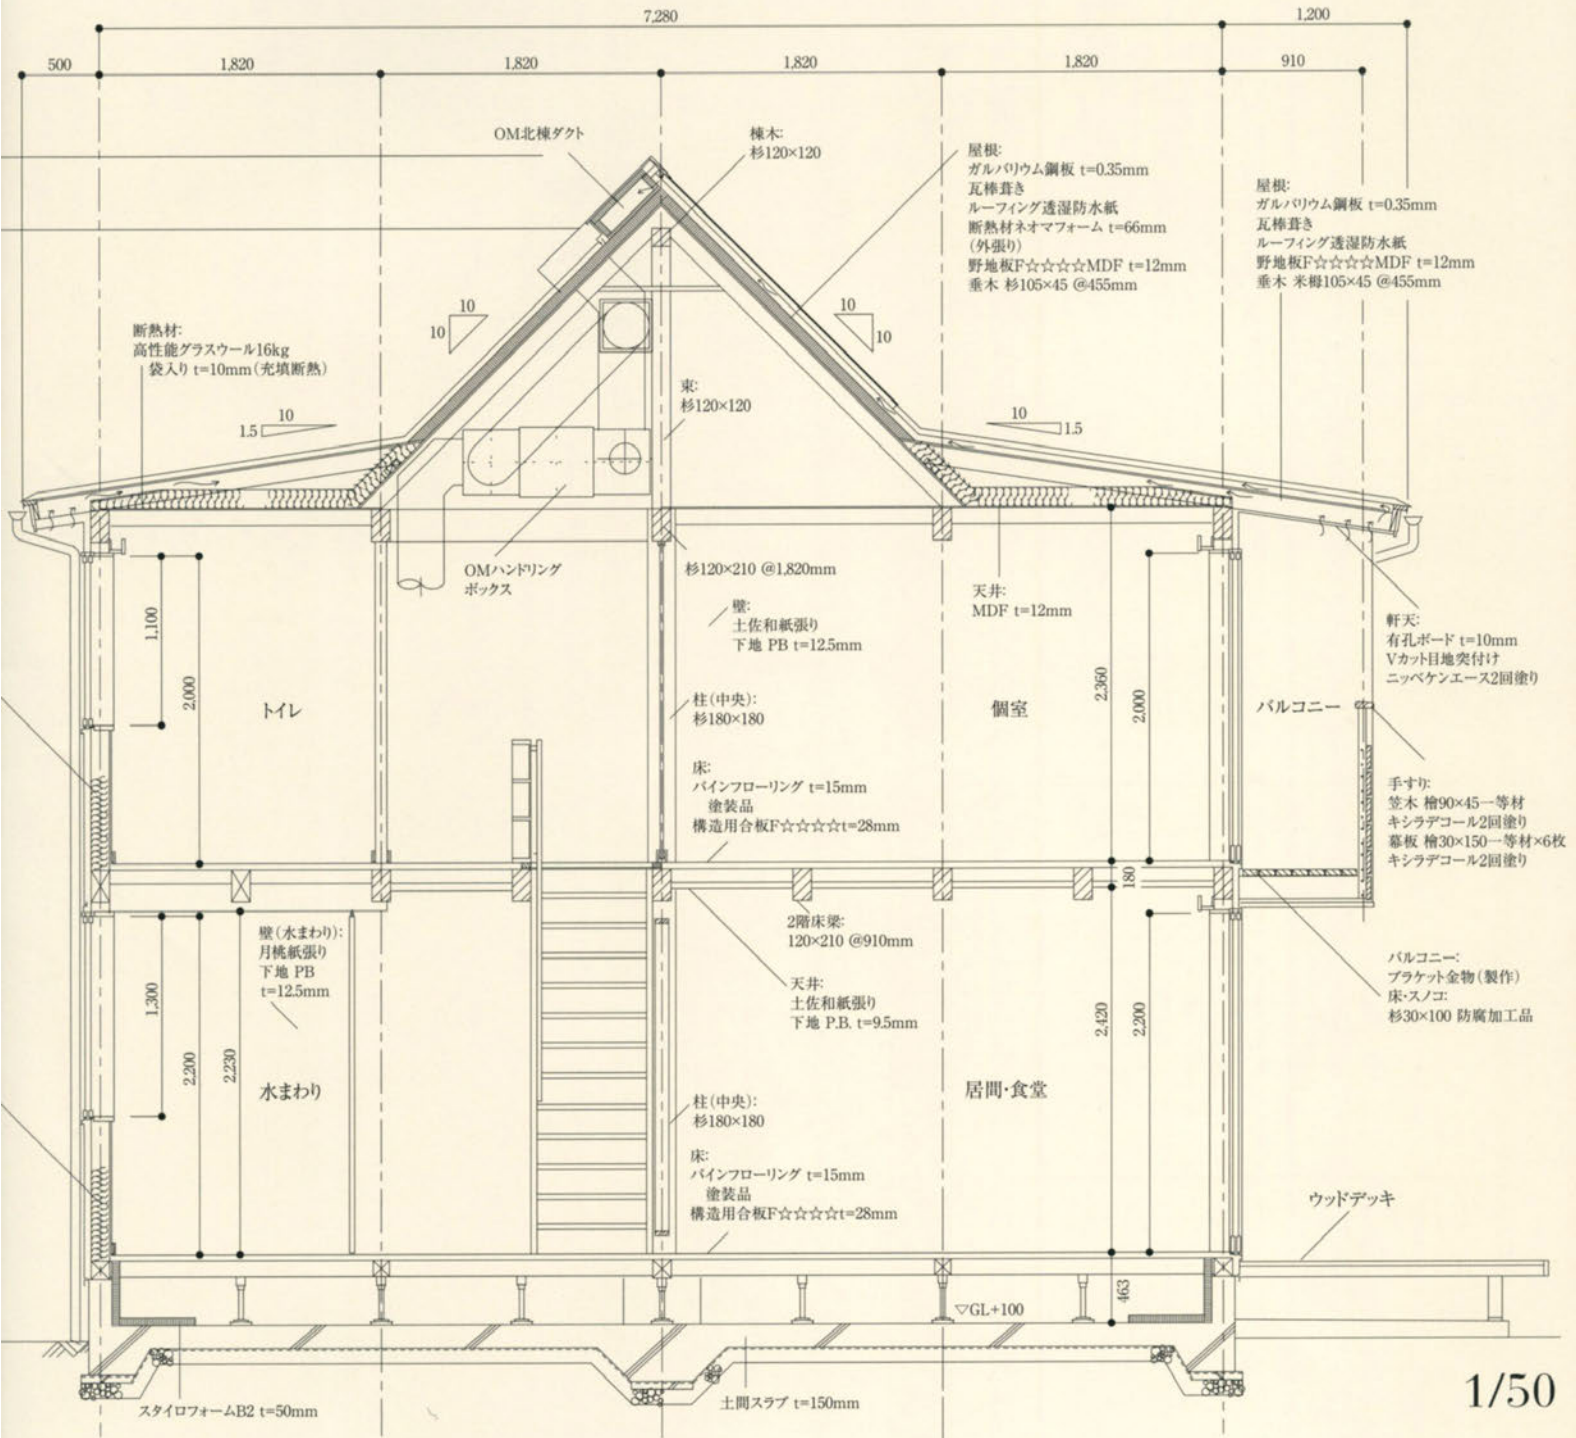 7,280
1,200
500
1,820
1,820
1,820
1,820
910
OM北棟ダクト
棟木:
杉120×120
屋根:
ガルバリウム鋼板 t=0.35mm
瓦棒葺き
ルーフィング透湿防水紙
断熱材ネオマフォーム t=66mm
(外張り)
野地板F☆☆☆☆MDF t=12mm
垂木 杉105×45 @455mm
屋根:
ガルバリウム鋼板 t=0.35mm
瓦棒葺き
ルーフィング透湿防水紙
野地板F☆☆☆☆MDF t=12mm
垂木 米栂105×45 @455mm
10
10
10
10
断熱材:
高性能グラスウール16kg
袋入り t=10mm(充填断熱)
10
1.5
10
1.5
束:
杉120×120
OMハンドリング
ボックス
杉120×210 @1,820mm
天井:
MDF t=12mm
壁:
土佐和紙張り
下地 PB t=12.5mm
軒天:
有孔ボード t=10mm
Vカット目地突付け
ニッペケンエース2回塗り
1,100
2,000
トイレ
柱(中央):
杉180×180
個室
2,360
2,000
バルコニー
床:
パインフローリング t=15mm
塗装品
構造用合板F☆☆☆☆t=28mm
手すり:
笠木 檜90×45一等材
キシラデコール2回塗り
幕板 檜30×150一等材×6枚
キシラデコール2回塗り
180
2階床梁:
120×210 @910mm
壁(水まわり):
月桃紙張り
下地 PB
t=12.5mm
天井:
土佐和紙張り
下地 P.B. t=9.5mm
バルコニー:
ブラケット金物(製作)
床・スノコ:
杉30×100 防腐加工品
1,300
2,200
2,230
水まわり
2,420
2,200
居間・食堂
柱(中央):
杉180×180
床:
パインフローリング t=15mm
塗装品
構造用合板F☆☆☆☆t=28mm
ウッドデッキ
463
▽GL+100
スタイロフォームB2 t=50mm
土間スラブ t=150mm
1/50